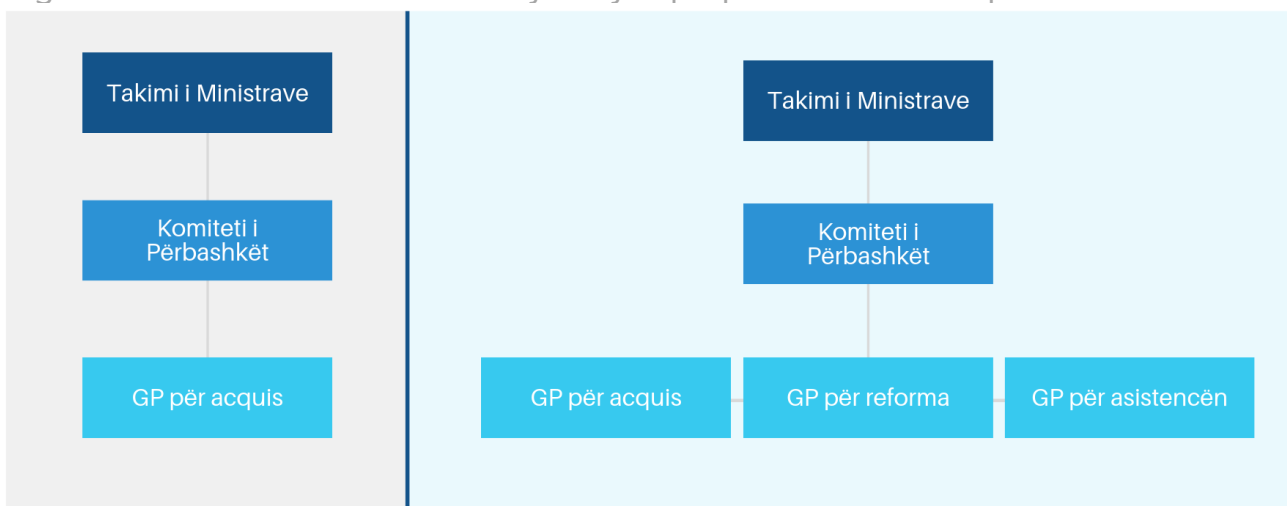 Takimi i Ministrave
Komiteti i
Përbashkët
GP për acquis
Takimi i Ministrave
Komiteti i
Përbashkët
GP për acquis
GP për reforma
GP për asistencën